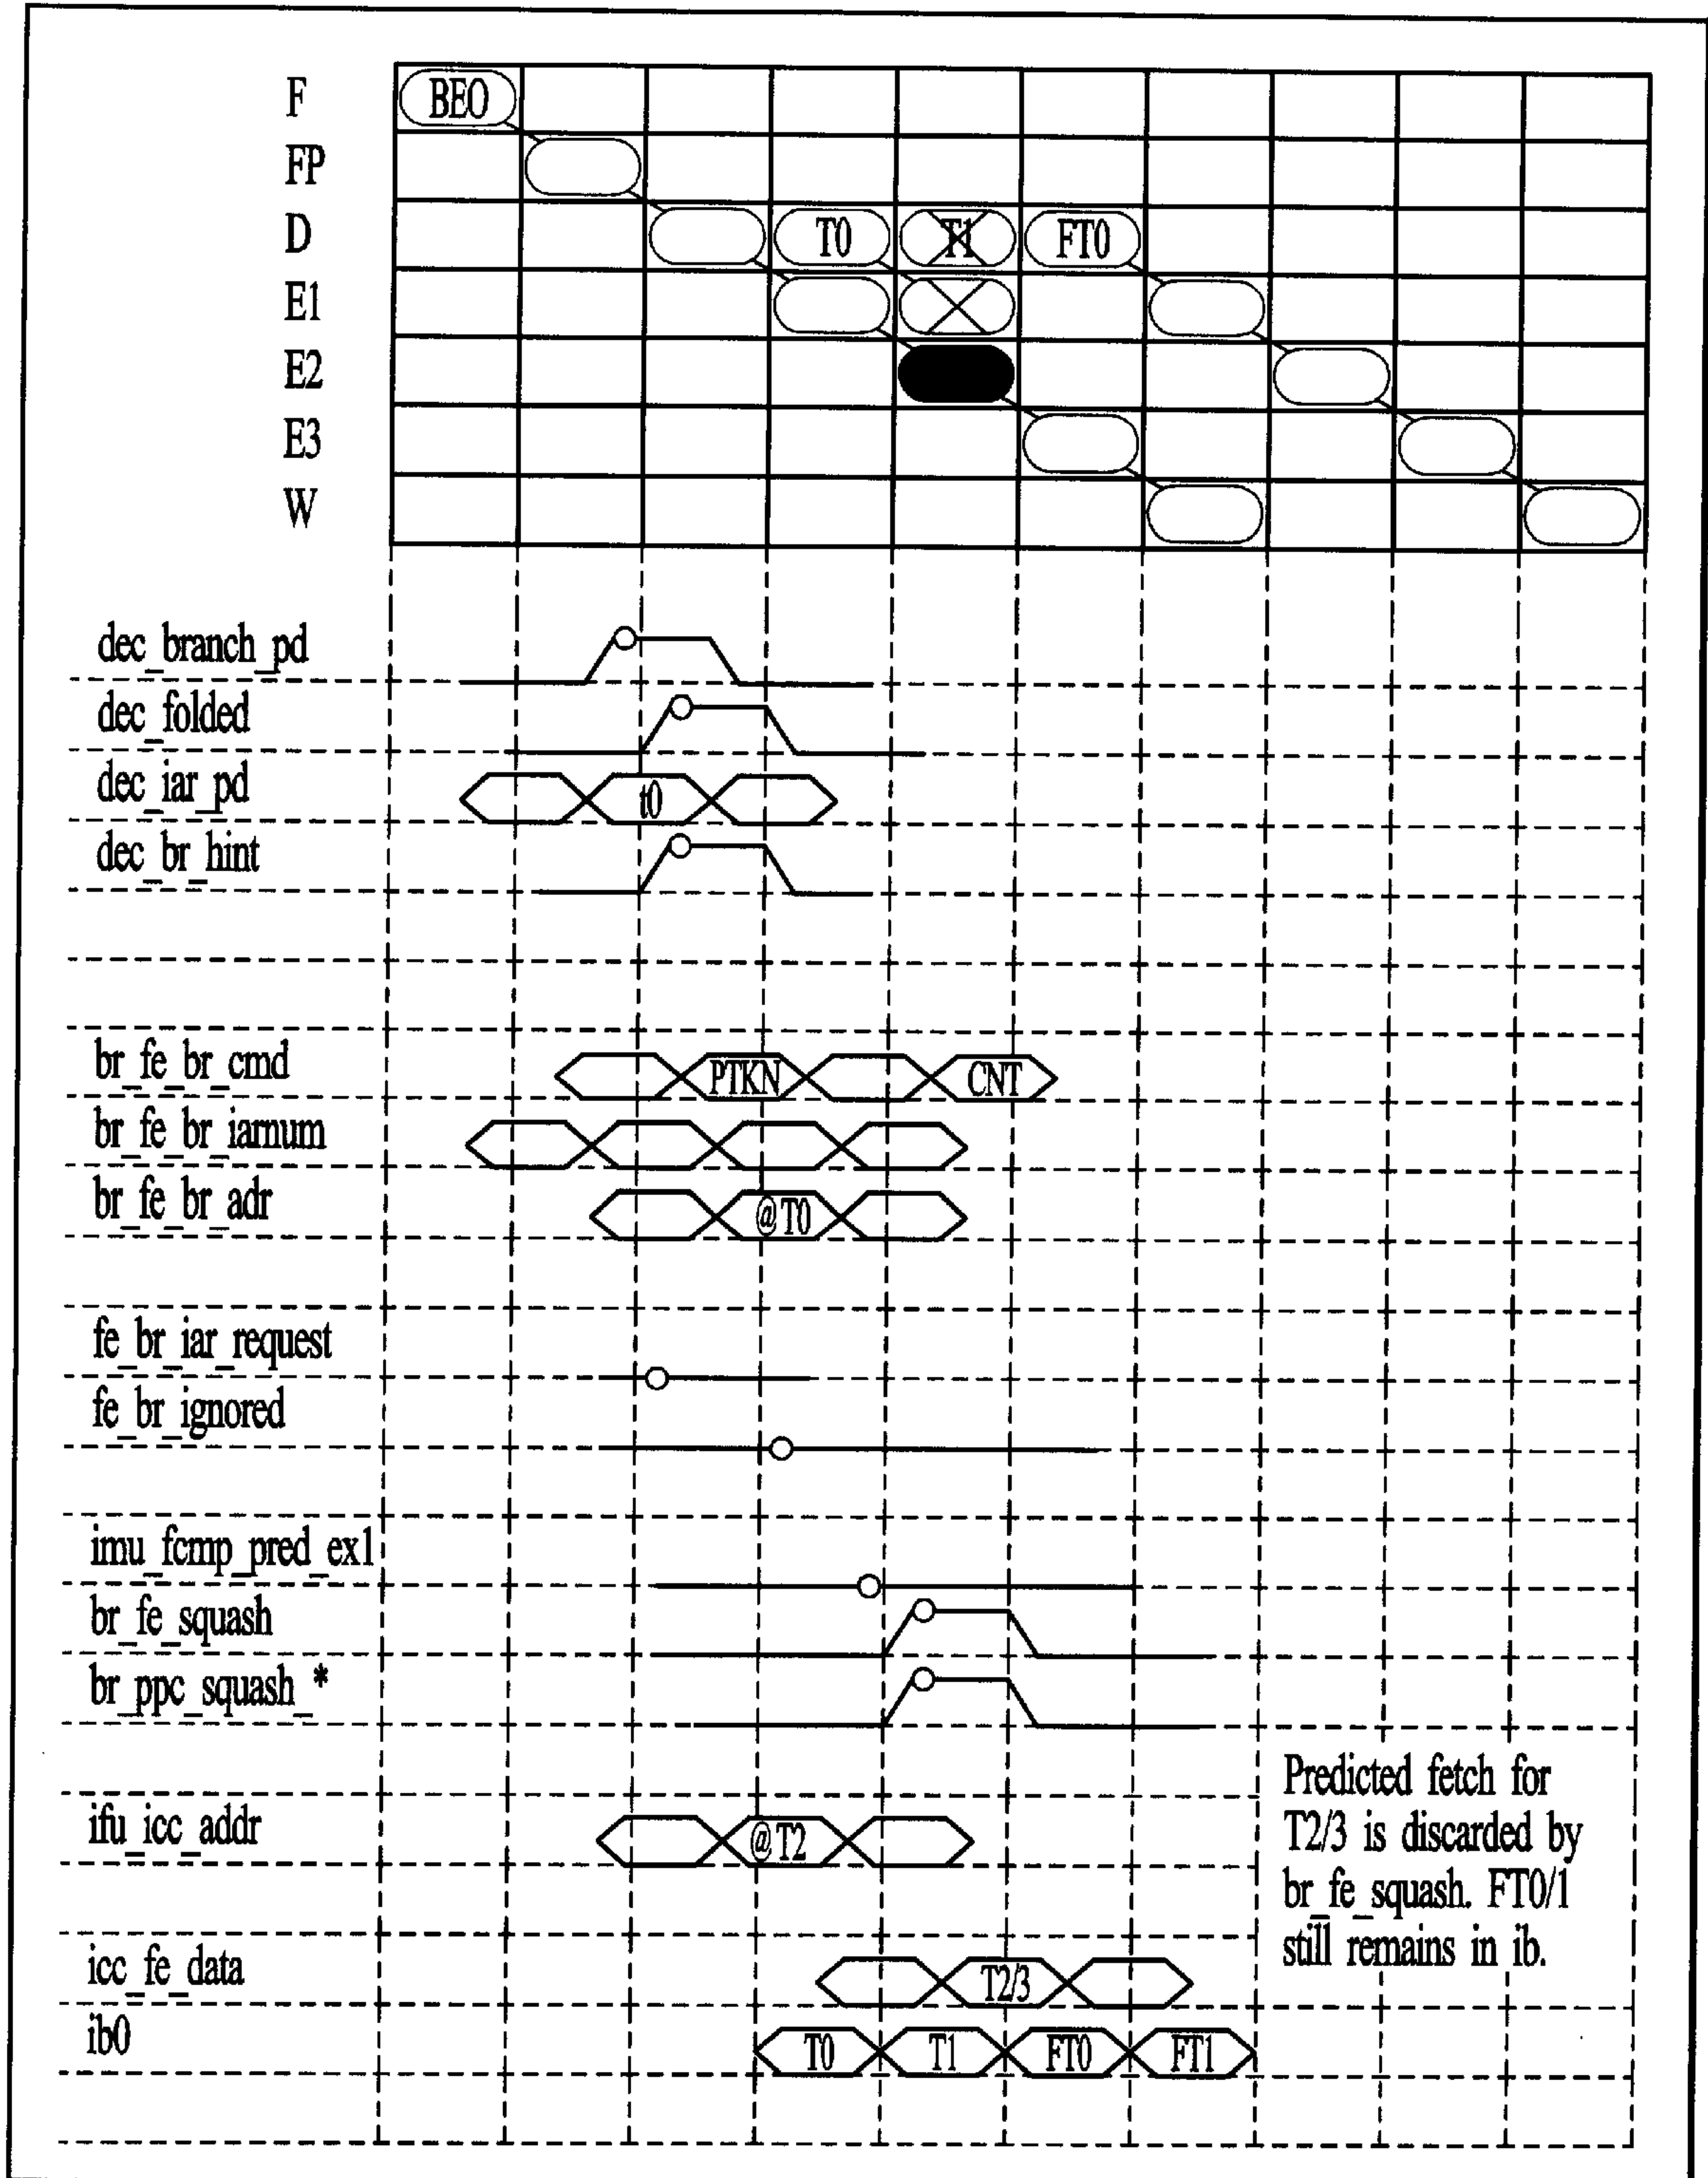 F BEO
FP
D T0 T1 FT0
E1
E2
E3
W
dec_branch_pd
dec_folded
dec_iar_pd t0
dec_br_hint
br_fe_br_cmd PTKN CNT
br_fe_br_iarnum
br_fe_br_adr @T0
fe_br_iar_request
fe_br_ignored
imu_fcmp_pred_ex1
br_fe_squash
br_ppc_squash_*
Predicted fetch for
ifu_icc_addr @T2
T2/3 is discarded by
br_fe_squash. FT0/1
still remains in ib.
icc_fe_data T2/3
ib0 T0 T1 FT0 FT1